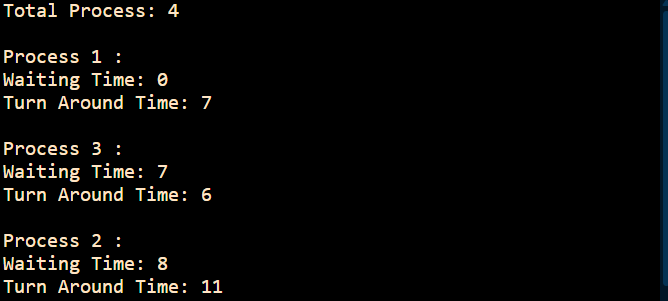 Total Process: 4
Process 1 :
Waiting Time: 0
Turn Around Time: 7
Process 3 :
Waiting Time: 7
Turn Around Time: 6
Process 2 :
Waiting Time: 8
Turn Around Time: 11